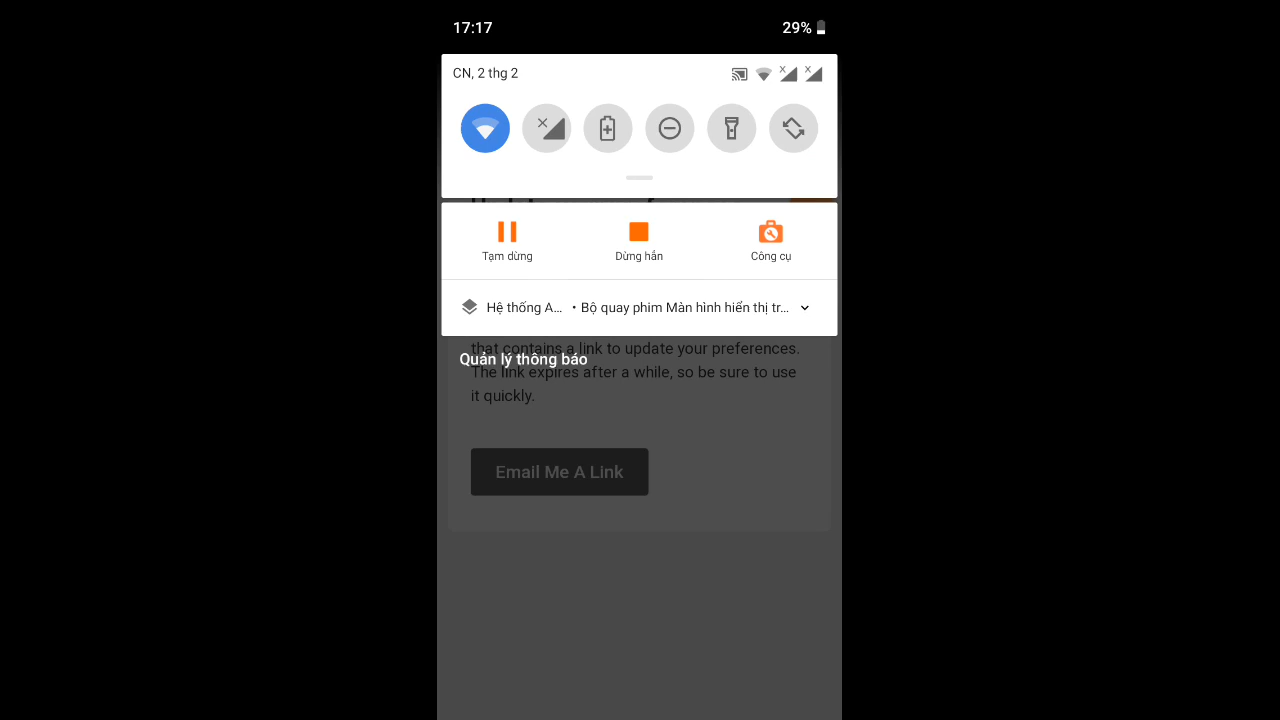 17:17
29%
CN, 2 thg 2
Tạm dừng
Dừng hẳn
Công cụ
Hệ thống A… • Bộ quay phim Màn hình hiển thị tr…
that contains a link to update your preferences.
Quản lý thông báo
The link expires after a while, so be sure to use
it quickly.
Email Me A Link